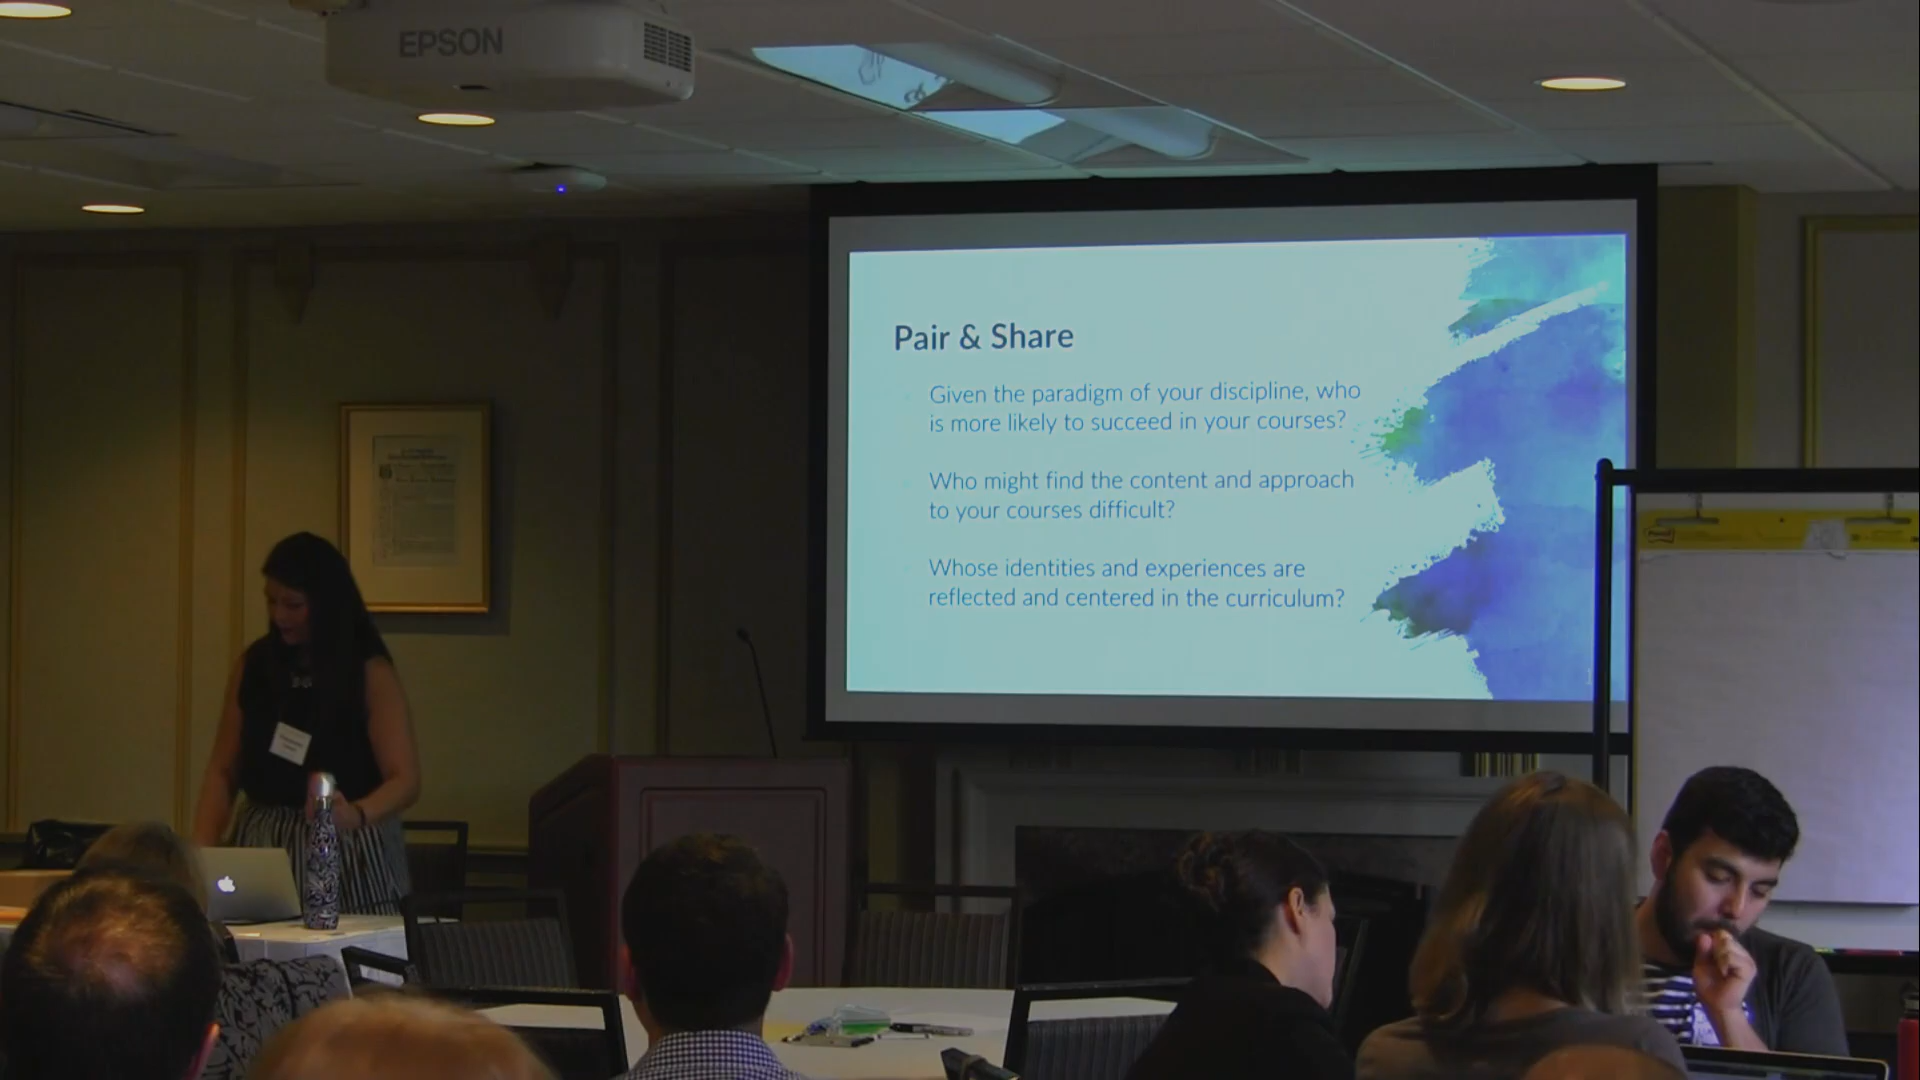 EPSON
Pair & Share
Given the paradigm of your discipline, who
is more likely to succeed in your courses?
Who might find the content and approach
to your courses difficult?
Whose identities and experiences are
reflected and centered in the curriculum?